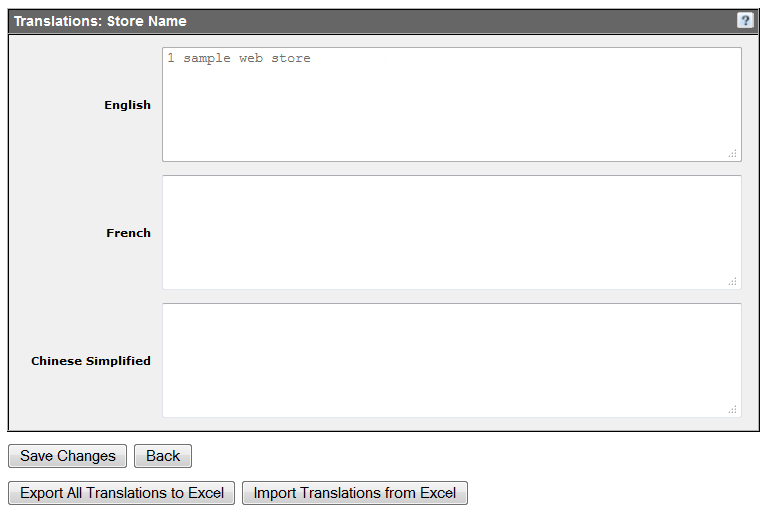 Translations: Store Name
?
English
1 sample web store
French
Chinese Simplified
Save Changes Back
Export All Translations to Excel Import Translations from Excel